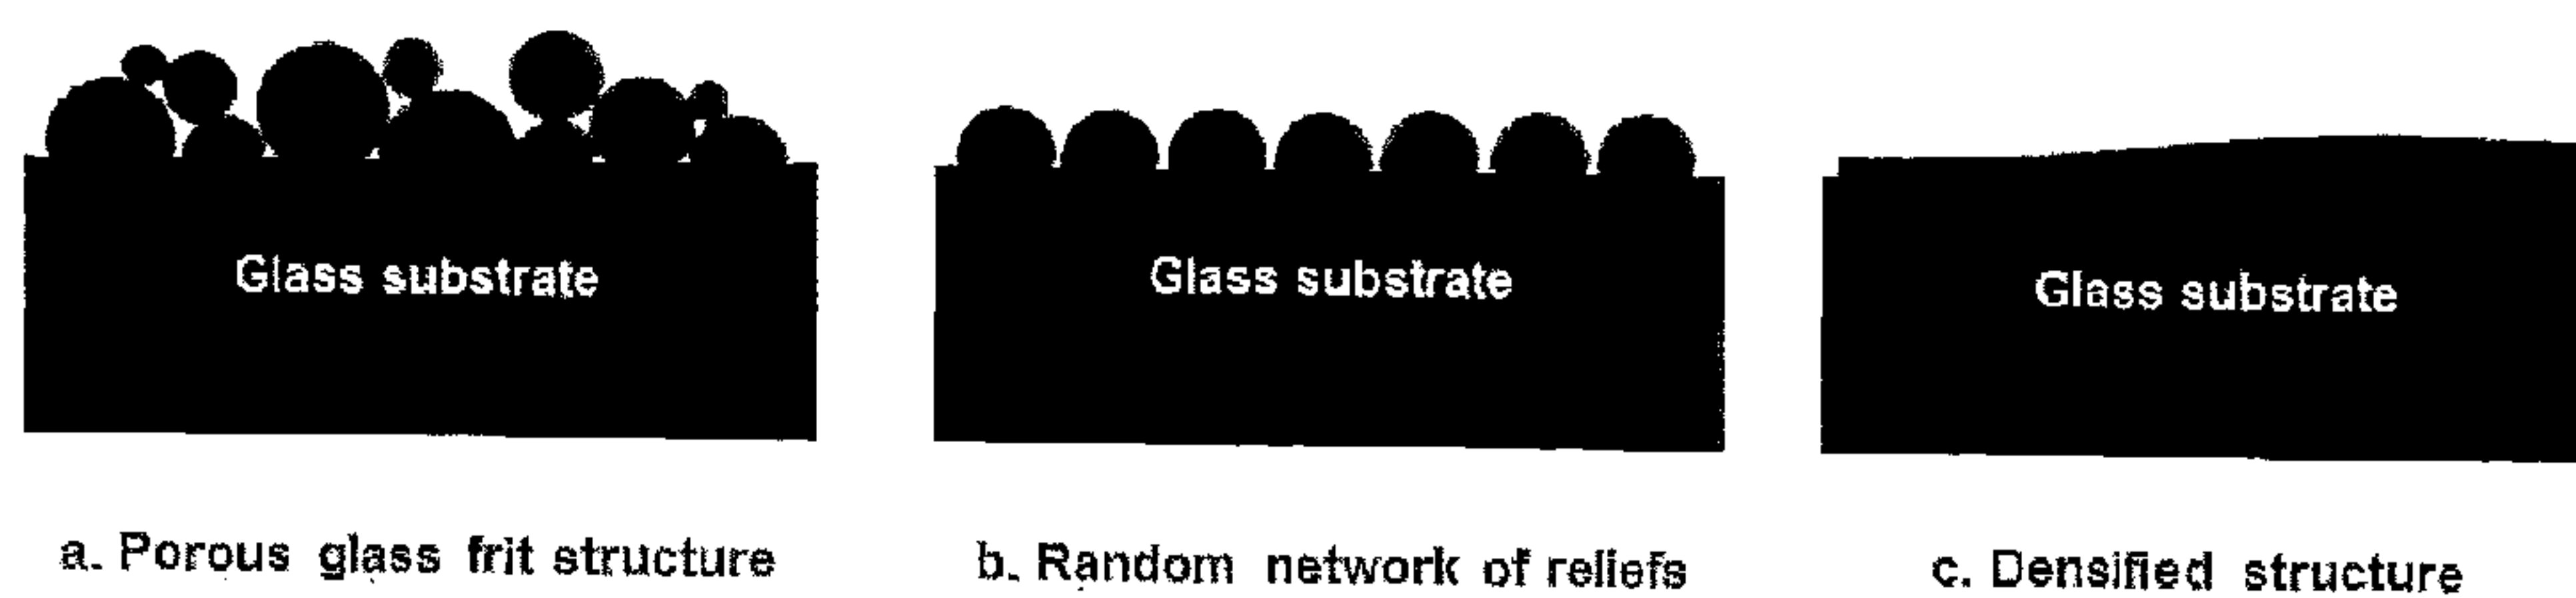 Glass substrate
Glass substrate
Glass substrate
a. Porous glass frit structure
b. Random network of reliefs
c. Densified structure